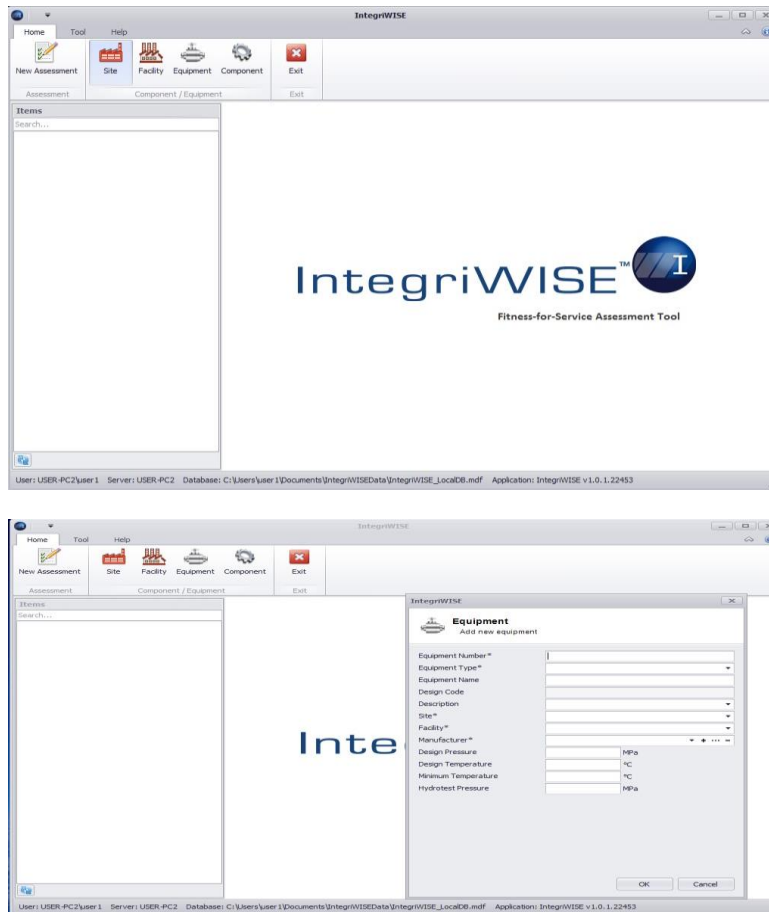 IntegriWISE
Home Tool Help
New Assessment Site Facility Equipment Component Exit
Assessment Component / Equipment Exit
Items
Search...
IntegriWISE™ I
Fitness-for-Service Assessment Tool
User: USER-PC2\user1 Server: USER-PC2 Database: C:\Users\user1\Documents\IntegriWISEData\IntegriWISE_LocalDB.mdf Application: IntegriWISE v1.0.1.22453
IntegriWISE
Home Tool Help
New Assessment Site Facility Equipment Component Exit
Assessment Component / Equipment Exit
Items
Search...
Inte
IntegriWISE
Equipment
Add new equipment
Equipment Number*
Equipment Type*
Equipment Name
Design Code
Description
Site*
Facility*
Manufacturer*
Design Pressure MPa
Design Temperature °C
Minimum Temperature °C
Hydrotest Pressure MPa
OK Cancel
User: USER-PC2\user1 Server: USER-PC2 Database: C:\Users\user1\Documents\IntegriWISEData\IntegriWISE_LocalDB.mdf Application: IntegriWISE v1.0.1.22453